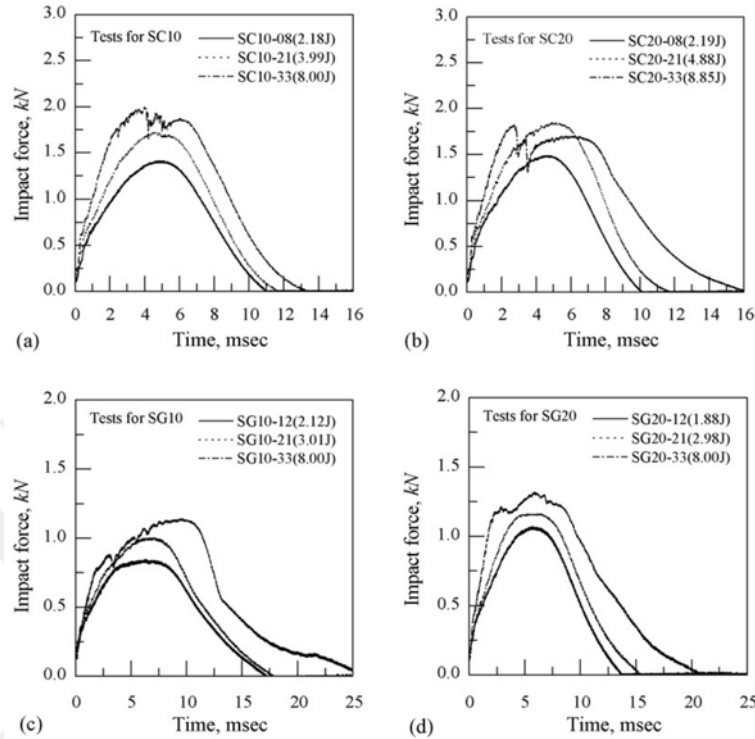 Tests for SC10
SC10-08(2.18J)
SC10-21(3.99J)
SC10-33(8.00J)
Impact force, kN
3.0
2.5
2.0
1.5
1.0
0.5
0.0
0 2 4 6 8 10 12 14 16
Time, msec
(a)
Tests for SC20
SC20-08(2.19J)
SC20-21(4.88J)
SC20-33(8.85J)
Impact force, kN
3.0
2.5
2.0
1.5
1.0
0.5
0.0
0 2 4 6 8 10 12 14 16
Time, msec
(b)
Tests for SG10
SG10-12(2.12J)
SG10-21(3.01J)
SG10-33(8.00J)
Impact force, kN
2.0
1.5
1.0
0.5
0.0
0 5 10 15 20 25
Time, msec
(c)
Tests for SG20
SG20-12(1.88J)
SG20-21(2.98J)
SG20-33(8.00J)
Impact force, kN
2.0
1.5
1.0
0.5
0.0
0 5 10 15 20 25
Time, msec
(d)